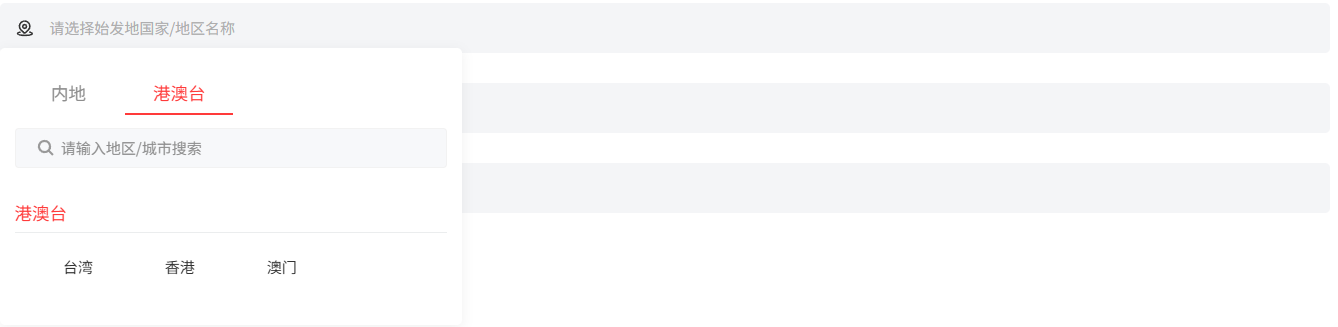 请选择始发地国家/地区名称
内地 港澳台
请输入地区/城市搜索
港澳台
台湾 香港 澳门